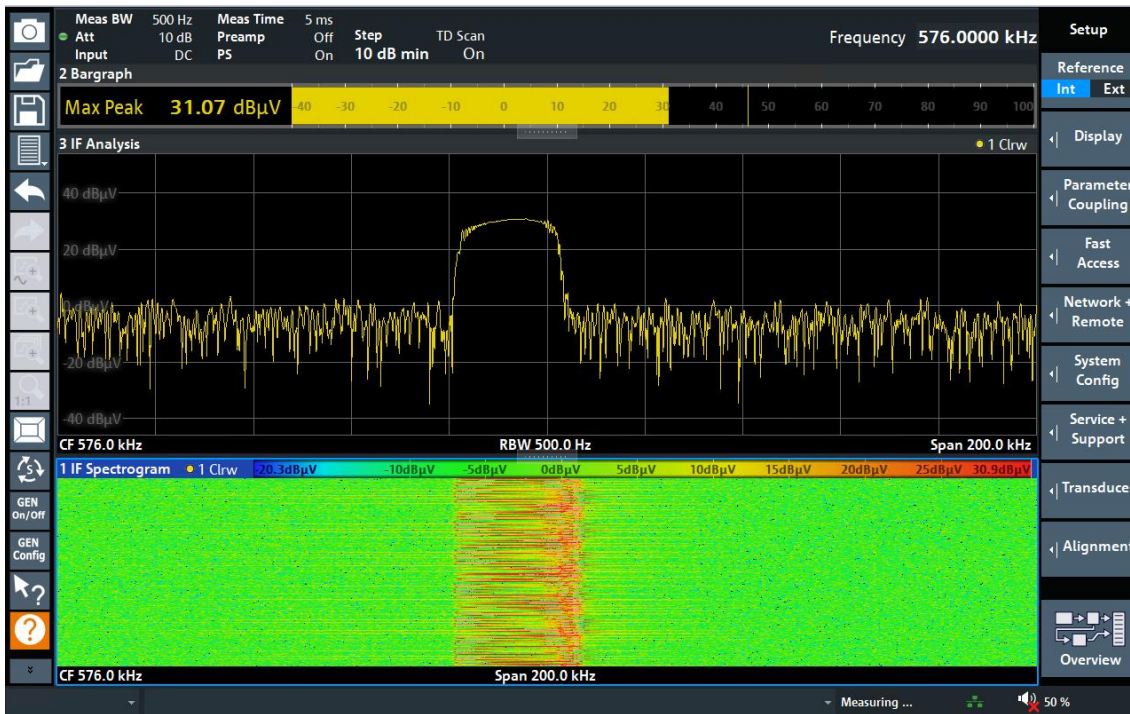 Meas BW 500 Hz Meas Time 5 ms
Att 10 dB Preamp Off Step TD Scan
Input DC PS On 10 dB min On
Frequency 576.0000 kHz
2 Bargraph
Max Peak 31.07 dBµV
-40 -30 -20 -10 0 10 20 30 40 50 60 70 80 90 100
3 IF Analysis 1 Clrw
40 dBµV
20 dBµV
0 dBµV
-20 dBµV
-40 dBµV
CF 576.0 kHz RBW 500.0 Hz Span 200.0 kHz
1 IF Spectrogram 1 Clrw -20.3dBµV -10dBµV -5dBµV 0dBµV 5dBµV 10dBµV 15dBµV 20dBµV 25dBµV 30.9dBµV
CF 576.0 kHz Span 200.0 kHz
Measuring ... 50 %
1:1
S
GEN
On/Off
GEN
Config
?
?
Setup
Reference
Int Ext
Display
Parameter
Coupling
Fast
Access
Network +
Remote
System
Config
Service +
Support
Transduce
Alignment
Overview